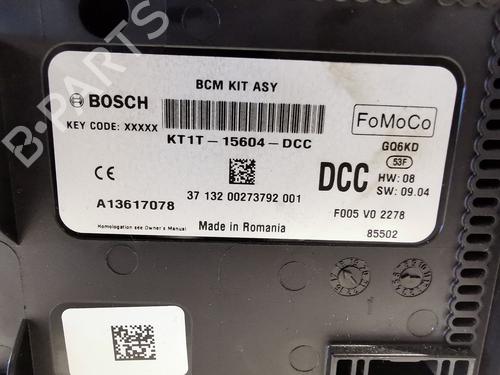 BCM KIT ASY
BOSCH
FoMoCo
KEY CODE: XXXXX
KT1T-15604-DCC
GQ6KD
53F
DCC
HW: 08
SW: 09.04
CE
A13617078
37 132 00273792 001
F005 V0 2278
Homologation see Owner's Manual
Made in Romania
85502
B-PARTS